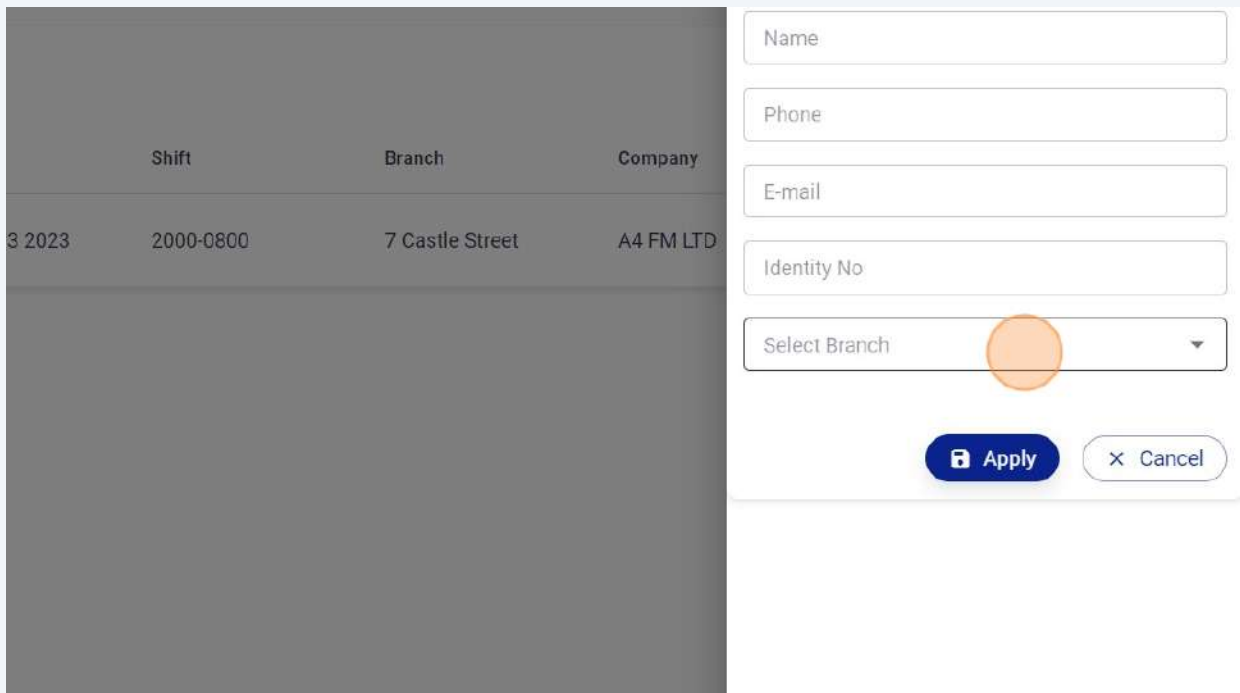 Shift Branch Company
3 2023 2000-0800 7 Castle Street A4 FM LTD
Name
Phone
E-mail
Identity No
Select Branch
Apply Cancel